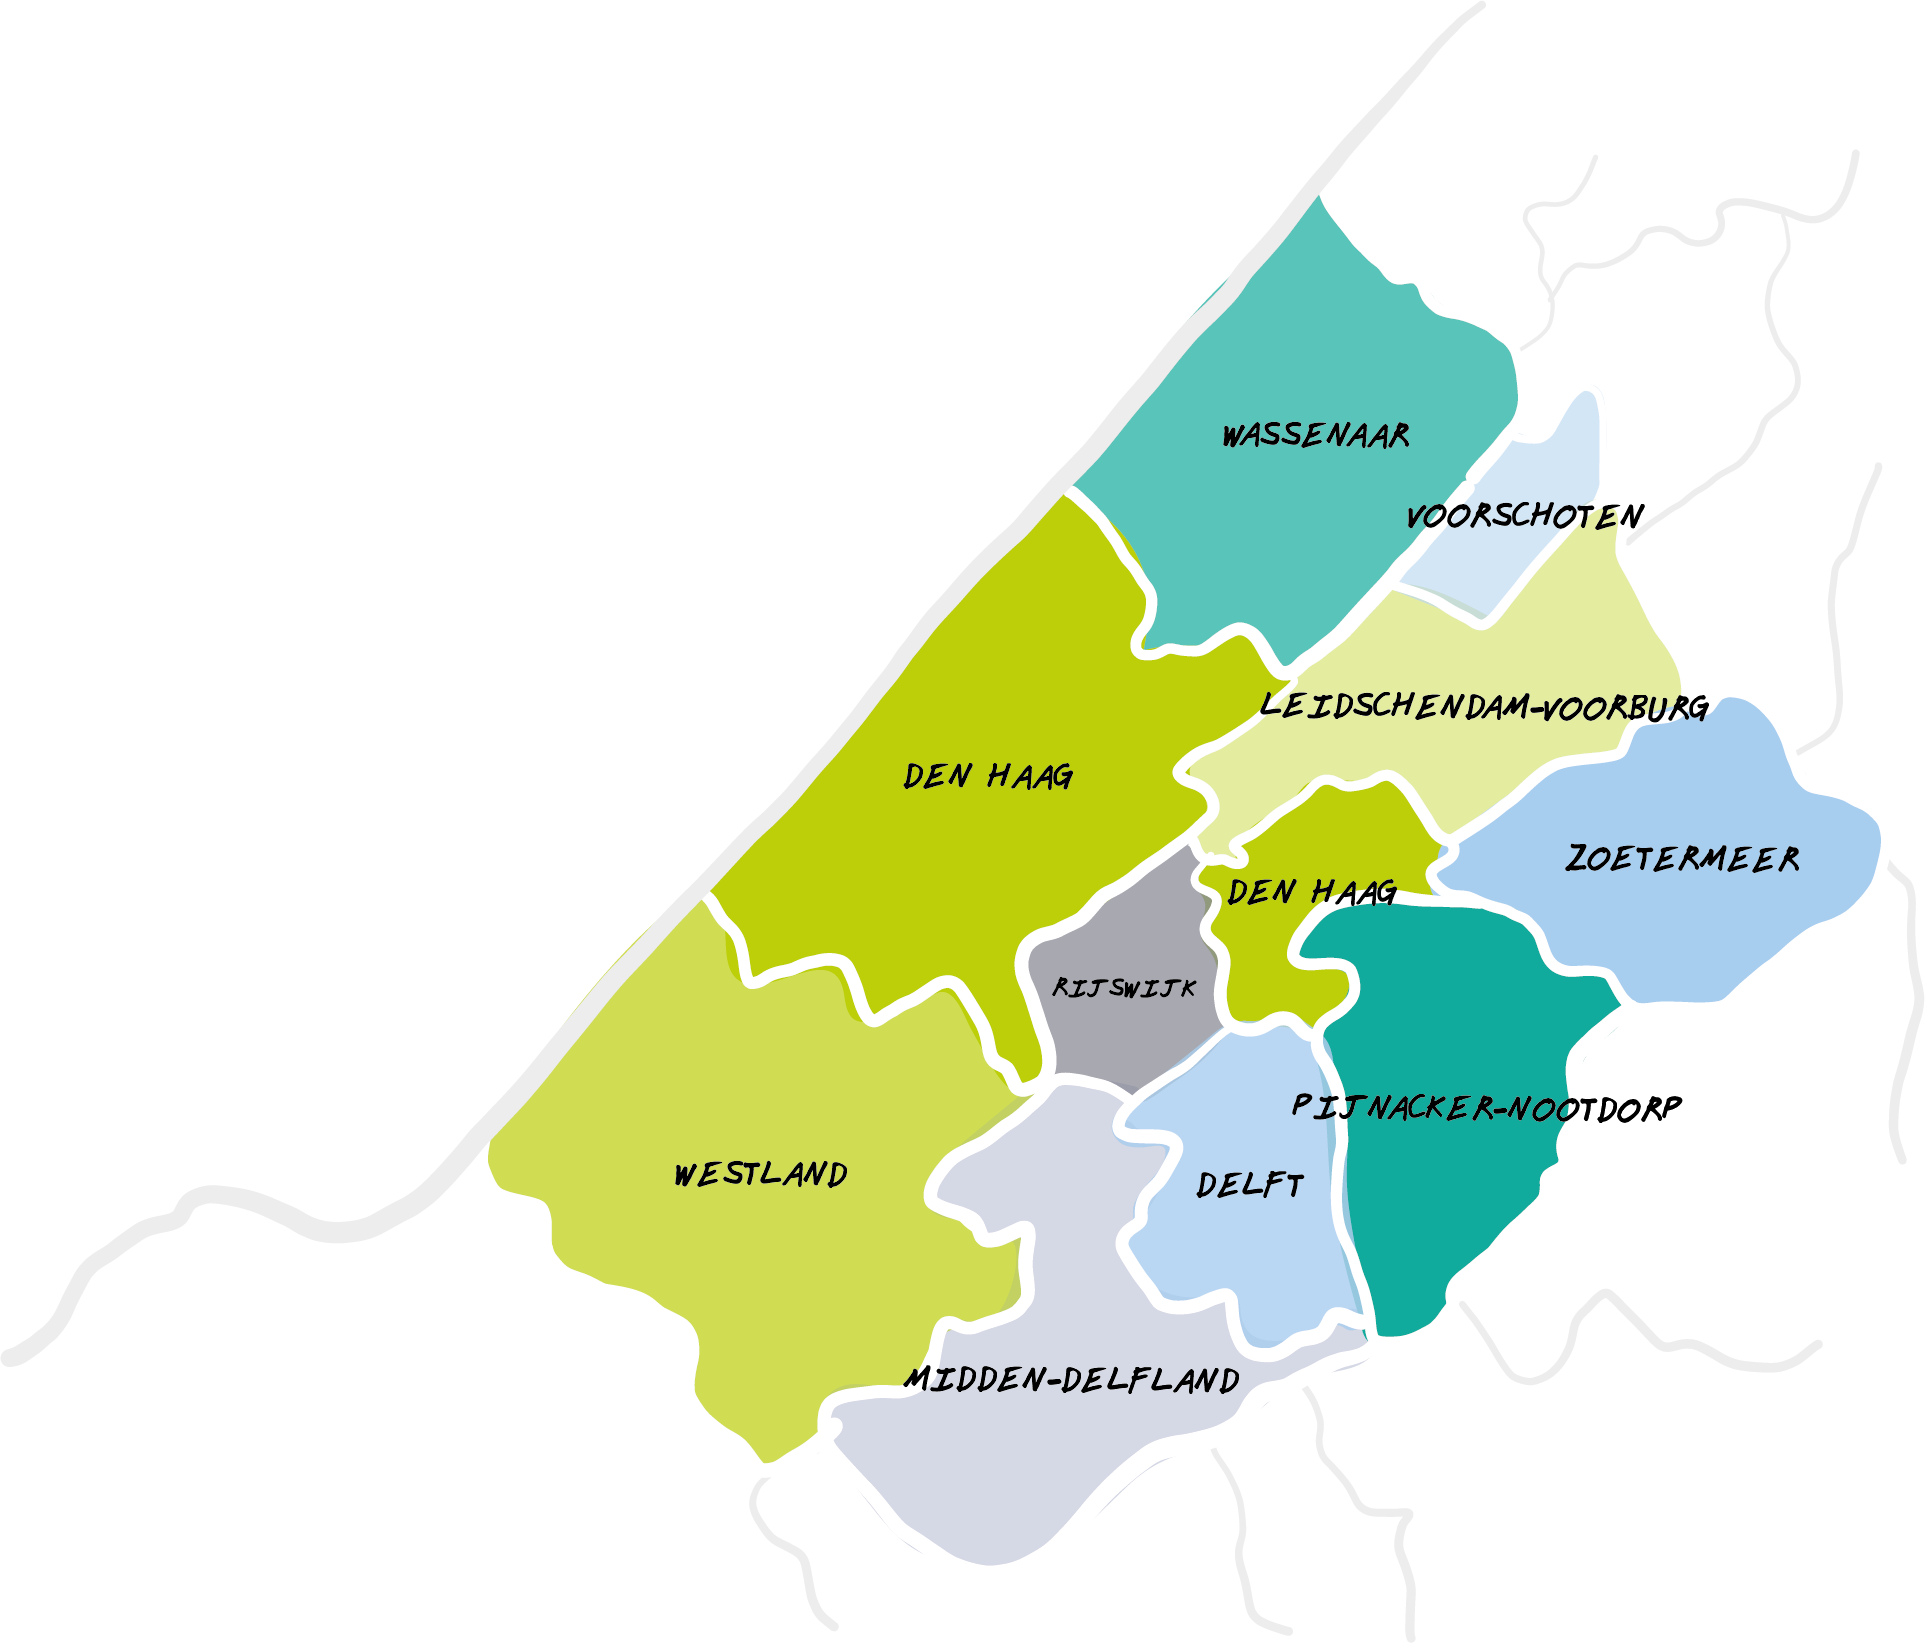 WASSENAAR
VOORSCHOTEN
LEIDSCHENDAM-VOORBURG
DEN HAAG
ZOETERMEER
DEN HAAG
RIJSWIJK
PIJNACKER-NOOTDORP
WESTLAND
DELFT
MIDDEN-DELFLAND